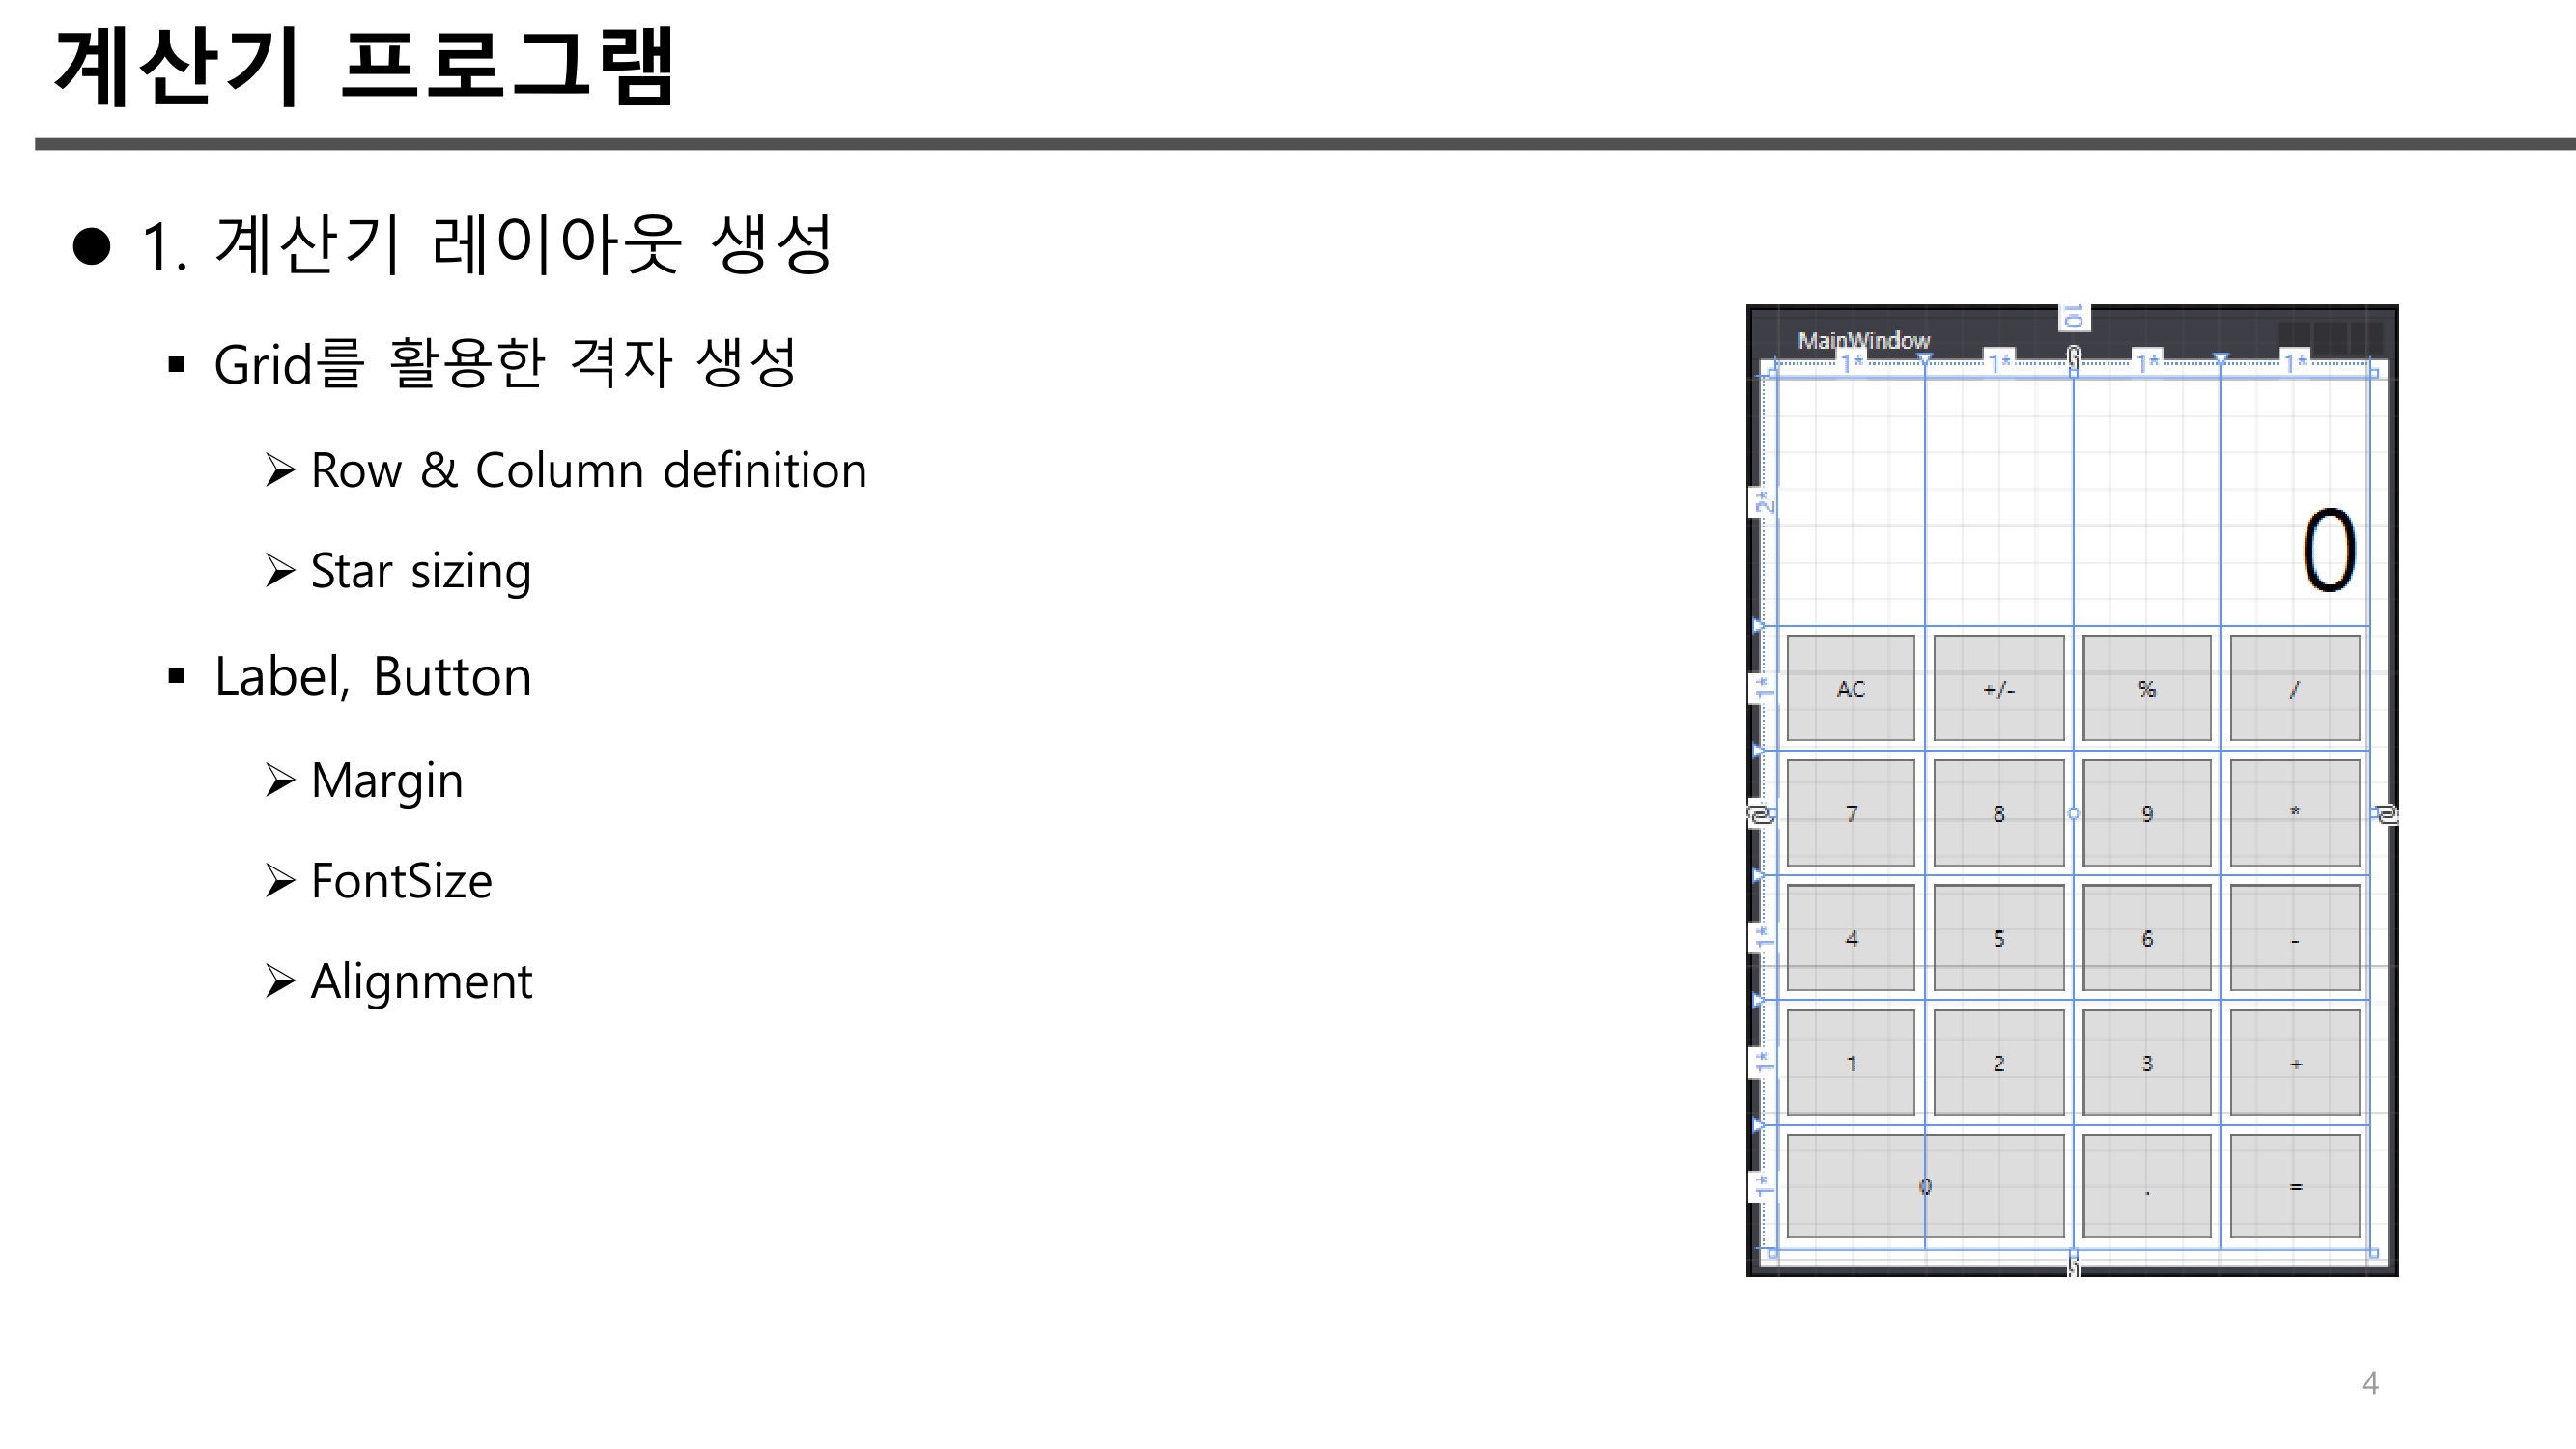 계산기 프로그램
● 1. 계산기 레이아웃 생성
▪ Grid를 활용한 격자 생성
➢ Row & Column definition
➢ Star sizing
▪ Label, Button
➢ Margin
➢ FontSize
➢ Alignment
10
MainWindow
1* 1* 1* 1*
2*
0
1*
AC +/- % /
7 8 9 *
1*
4 5 6 -
1*
1 2 3 +
1*
0 . =
4